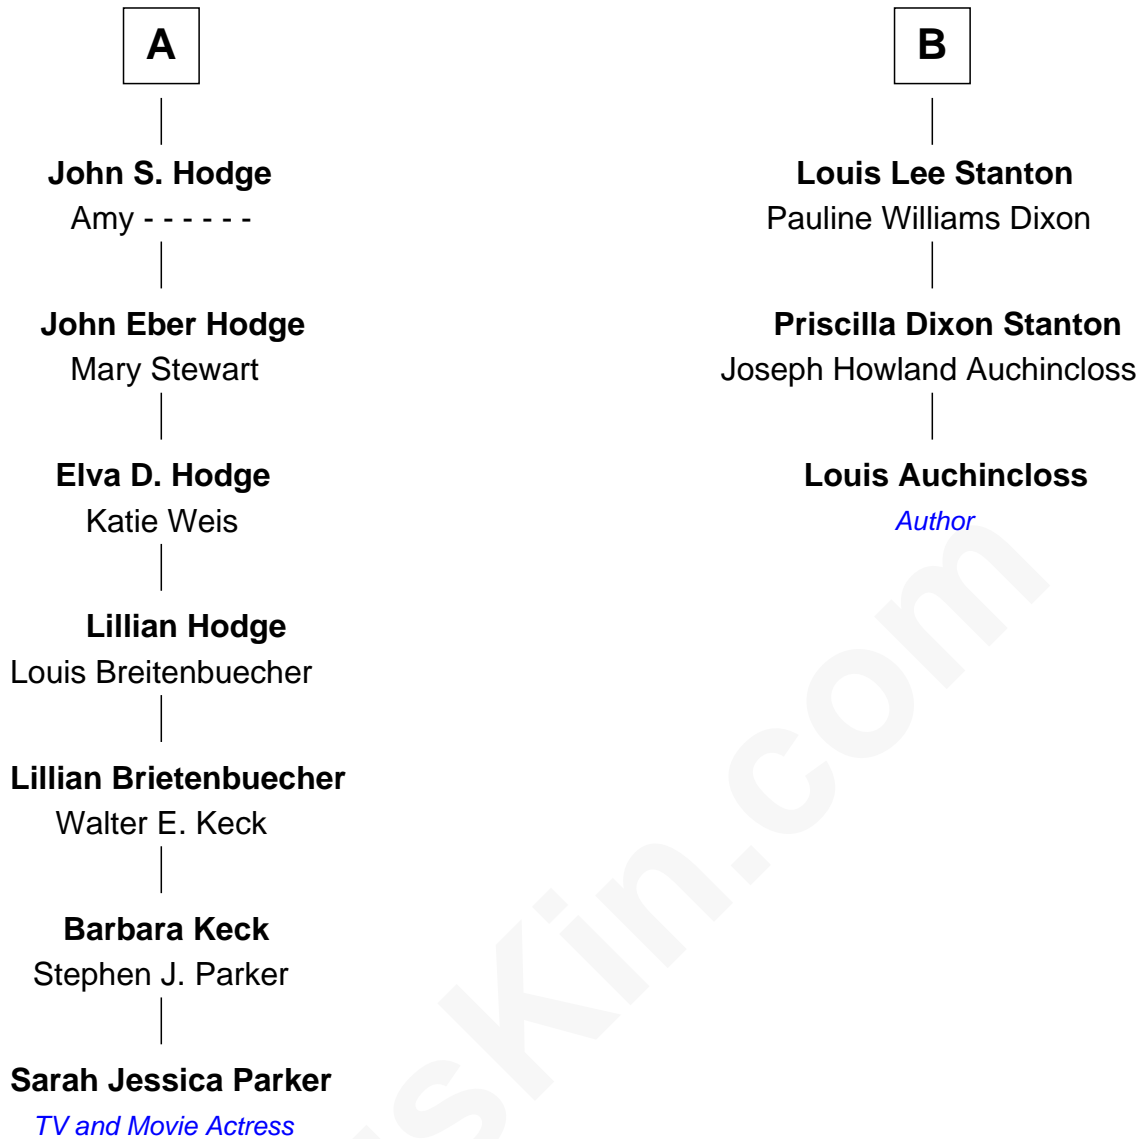 A
John S. Hodge
Amy - - - - - -
John Eber Hodge
Mary Stewart
Elva D. Hodge
Katie Weis
Lillian Hodge
Louis Breitenbuecher
Lillian Brietenbuecher
Walter E. Keck
Barbara Keck
Stephen J. Parker
Sarah Jessica Parker
TV and Movie Actress
B
Louis Lee Stanton
Pauline Williams Dixon
Priscilla Dixon Stanton
Joseph Howland Auchincloss
Louis Auchincloss
Author
usKin.com